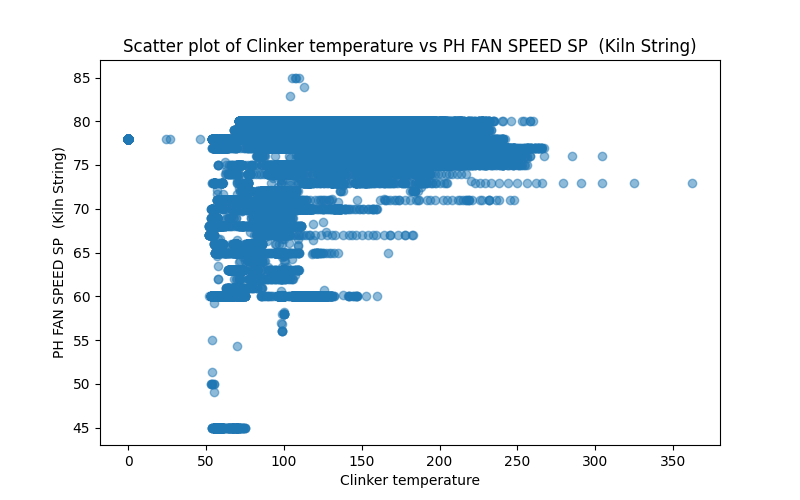 Scatter plot of Clinker temperature vs PH FAN SPEED SP  (Kiln String)
PH FAN SPEED SP  (Kiln String)
85
80
75
70
65
60
55
50
45
0 50 100 150 200 250 300 350
Clinker temperature